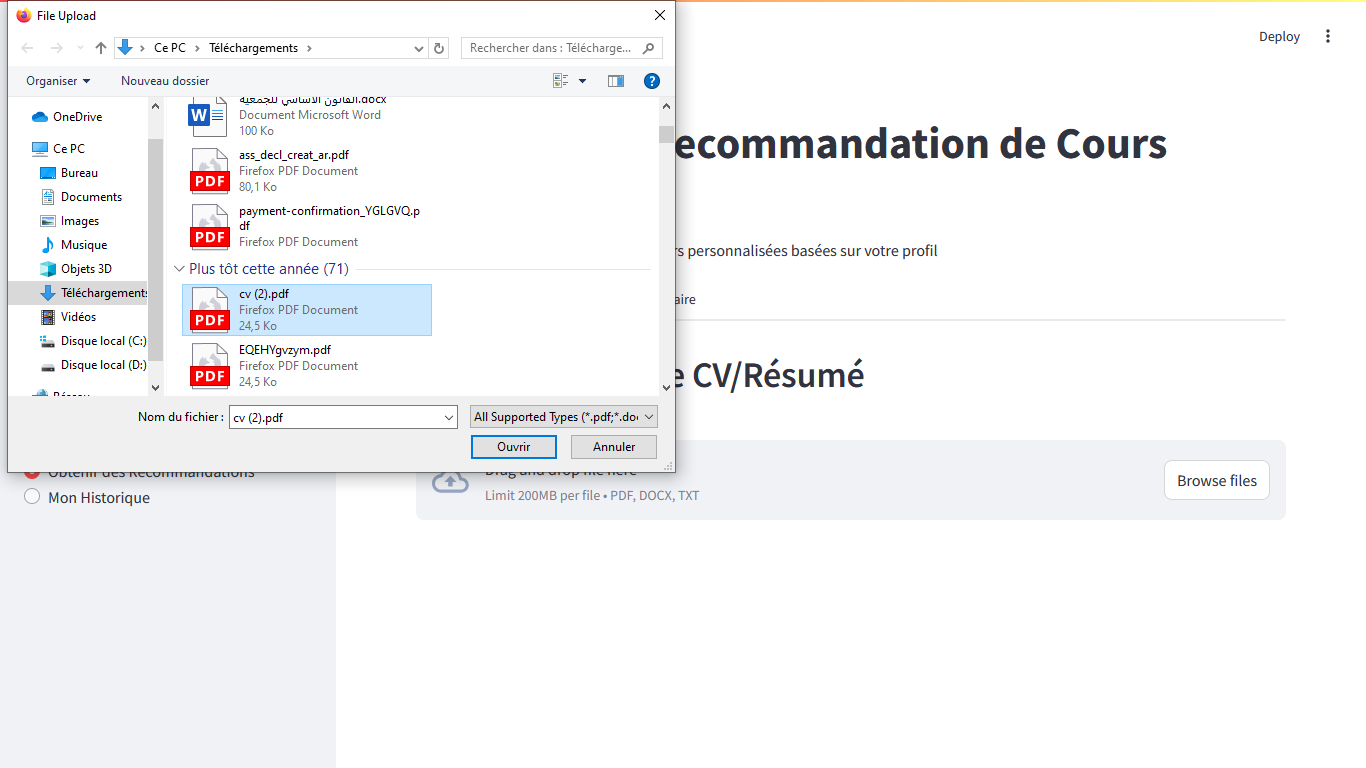 File Upload
Ce PC
Téléchargements
Rechercher dans : Télécharge...
Organiser
Nouveau dossier
OneDrive
Ce PC
Bureau
Documents
Images
Musique
Objets 3D
Téléchargements
Vidéos
Disque local (C:)
Disque local (D:)
القانون الأساسي للجمعية.docx
Document Microsoft Word
100 Ko
PDF
ass_decl_creat_ar.pdf
Firefox PDF Document
80,1 Ko
PDF
payment-confirmation_YGLGVQ.p
df
Firefox PDF Document
Plus tôt cette année (71)
PDF
cv (2).pdf
Firefox PDF Document
24,5 Ko
PDF
EQEHYgvzym.pdf
Firefox PDF Document
24,5 Ko
Nom du fichier :
cv (2).pdf
All Supported Types (*.pdf;*.do
Ouvrir
Annuler
Deploy
ecommandation de Cours
rs personnalisées basées sur votre profil
aire
e CV/Résumé
Drag and drop file here
Limit 200MB per file • PDF, DOCX, TXT
Browse files
Obtenir des Recommandations
Mon Historique